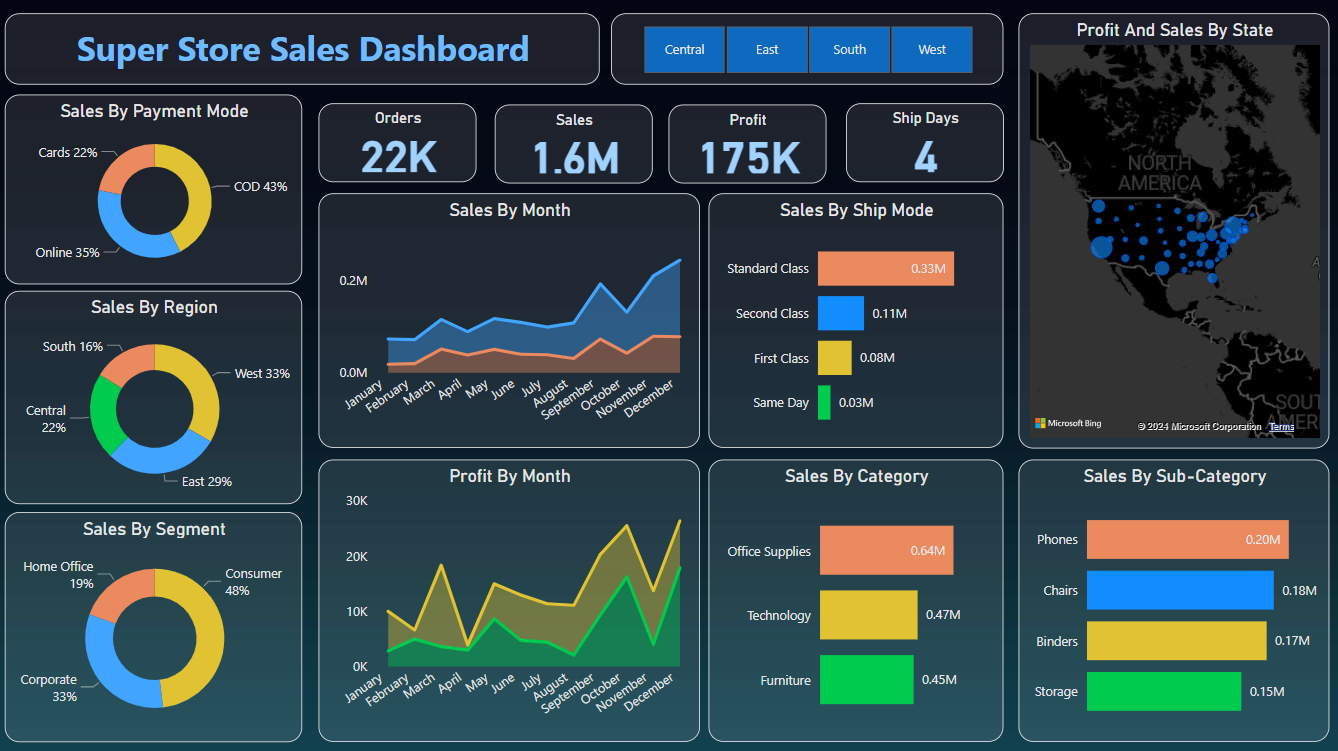 Super Store Sales Dashboard
Central
East
South
West
Profit And Sales By State
NORTH
AMERICA
Microsoft Bing
© 2024 Microsoft Corporation
Terms
Sales By Payment Mode
Cards 22%
COD 43%
Online 35%
Orders
22K
Sales
1.6M
Profit
175K
Ship Days
4
Sales By Month
0.2M
0.0M
January
February
March
April
May
June
July
August
September
October
November
December
Sales By Ship Mode
Standard Class
0.33M
Second Class
0.11M
First Class
0.08M
Same Day
0.03M
Sales By Region
South 16%
West 33%
Central
22%
East 29%
Sales By Segment
Home Office
19%
Consumer
48%
Corporate
33%
Profit By Month
30K
20K
10K
0K
January
February
March
April
May
June
July
August
September
October
November
December
Sales By Category
Office Supplies
0.64M
Technology
0.47M
Furniture
0.45M
Sales By Sub-Category
Phones
0.20M
Chairs
0.18M
Binders
0.17M
Storage
0.15M